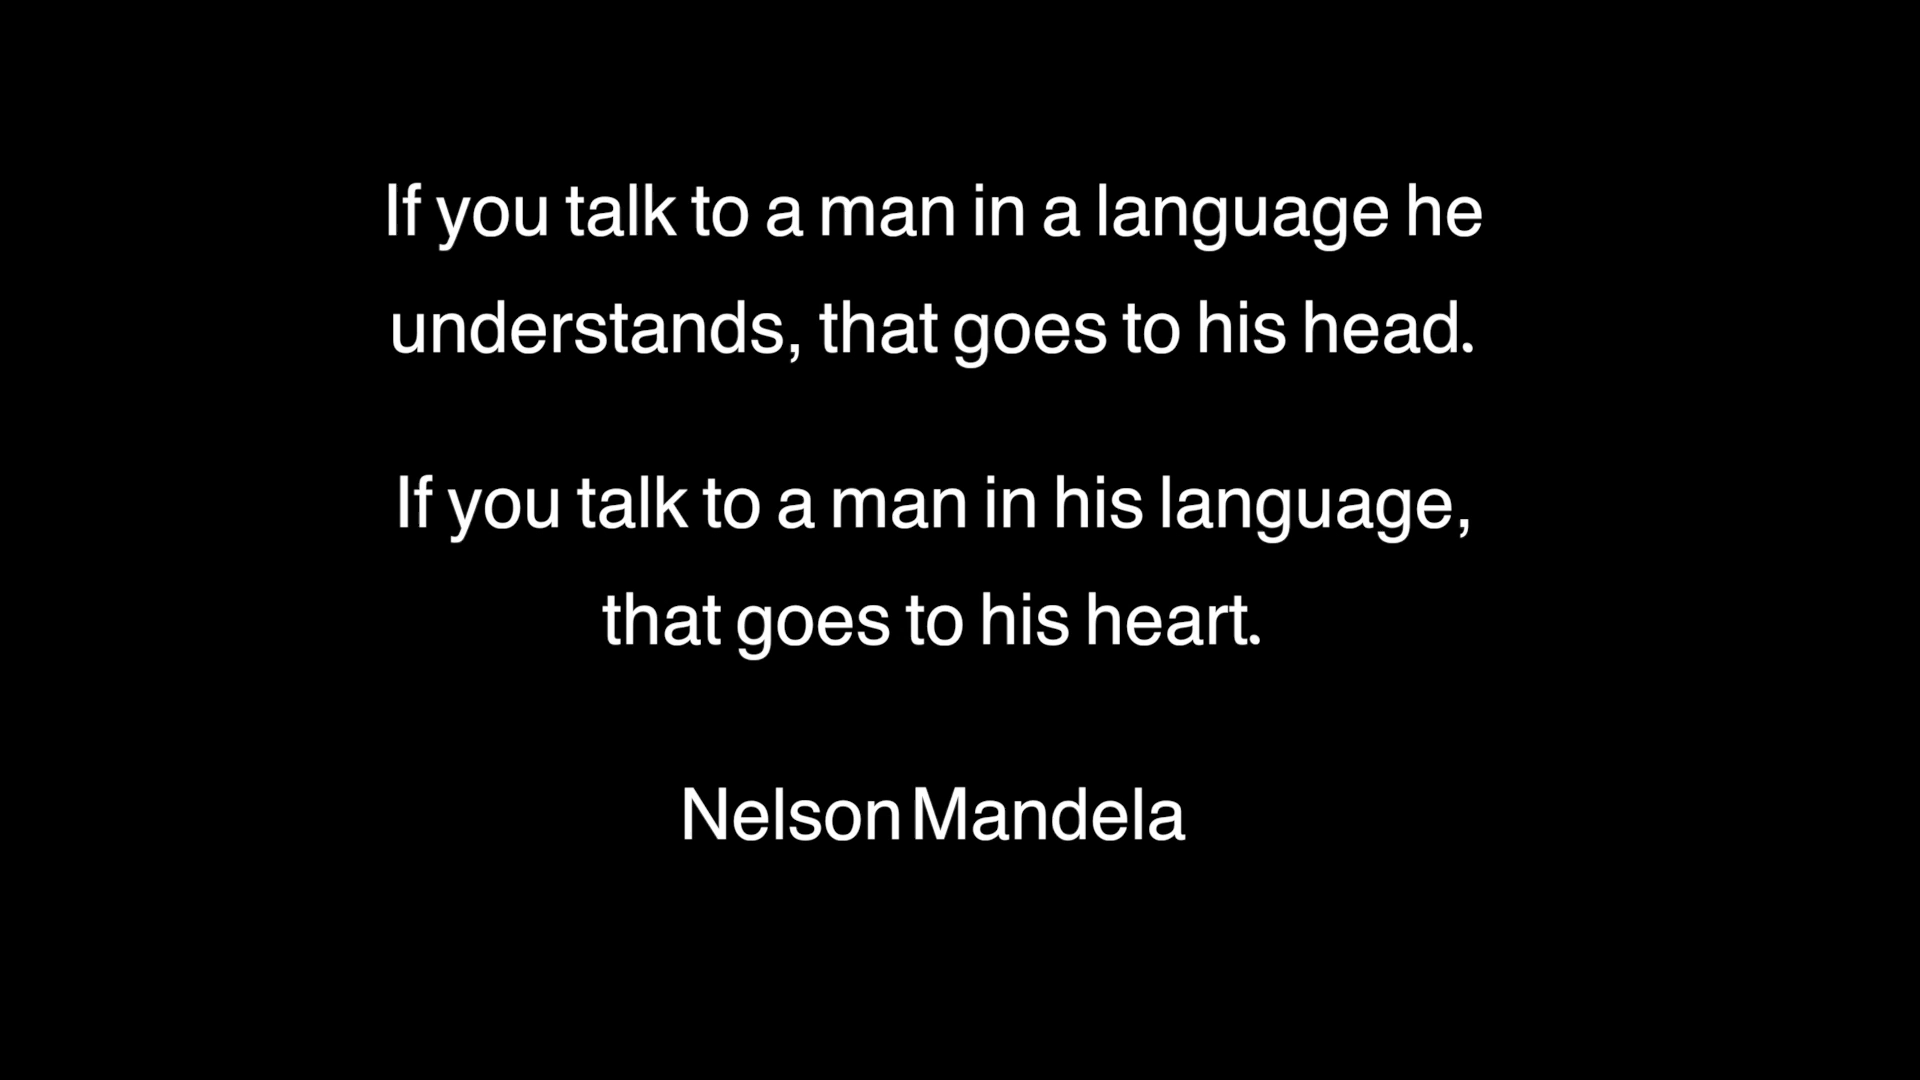 If you talk to a man in a language he
understands, that goes to his head.
If you talk to a man in his language,
that goes to his heart.
Nelson Mandela